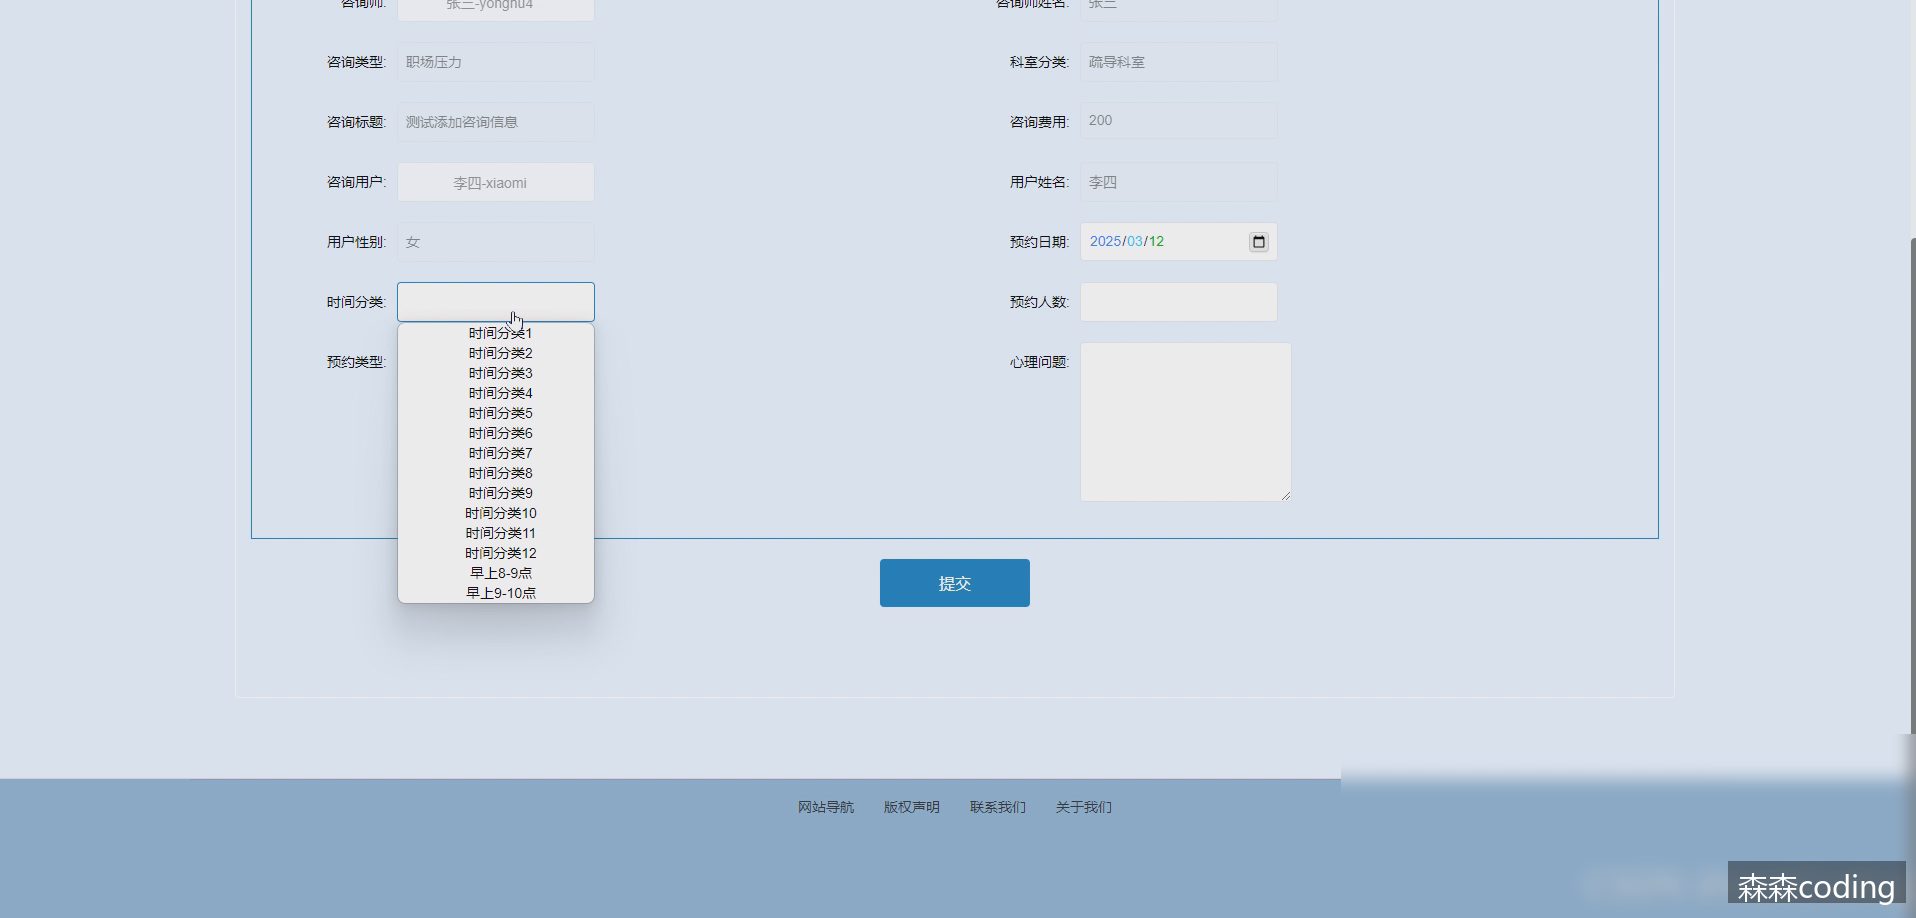 咨询师: 张三-yonghu4 咨询师姓名: 张三
咨询类型: 职场压力 科室分类: 疏导科室
咨询标题: 测试添加咨询信息 咨询费用: 200
咨询用户: 李四-xiaomi 用户姓名: 李四
用户性别: 女 预约日期: 2025/03/12
时间分类: 预约人数:
时间分类1
时间分类2
预约类型: 心理问题:
时间分类3
时间分类4
时间分类5
时间分类6
时间分类7
时间分类8
时间分类9
时间分类10
时间分类11
时间分类12
早上8-9点
早上9-10点
提交
网站导航 版权声明 联系我们 关于我们
森森coding